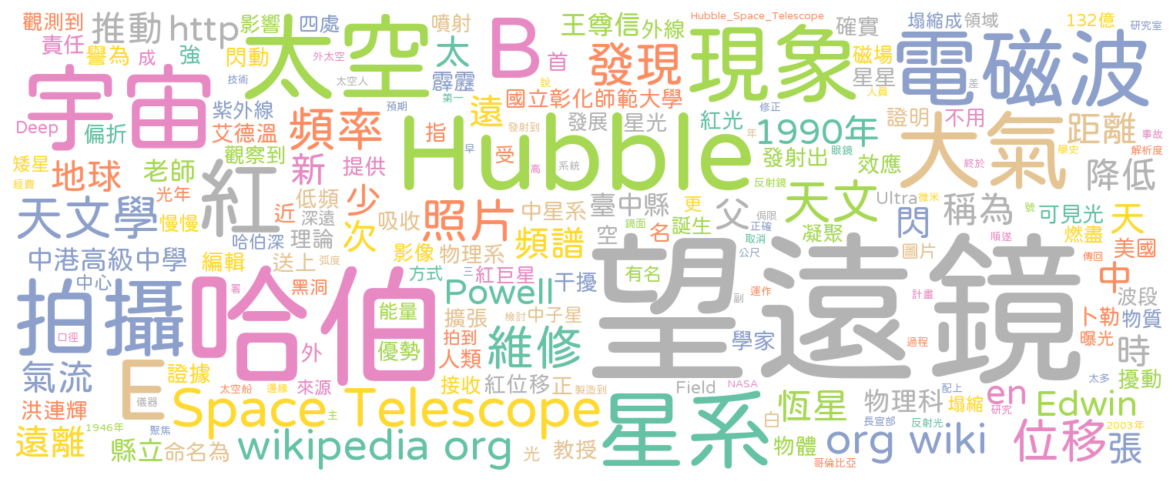 觀測到 推動 http 影響 四處 噴射 王尊信 外線 Hubble_Space_Telescope 確實 塌縮成 領域 132億 研究室
責任 譽為 成 強 閃動 外太空 太空 太 B 首 發現 現象 磁場 星星 電磁波
宇宙 技術 太空人 霹靂 第一 遠 國立彰化師範大學 修正 人員 差 證明 不用
Deep 偏折 紫外線 艾德溫 頻率 預期 發射到 指 發展 星光 紅光 1990年 大氣 距離 事故 解析度
矮星 地球 老師 觀察到 新 提供 受 早 Hubble 高 系統 年 眼鏡 發射出 效應 終於 學史 降低
經費 光年 紅 低頻 少 近 深遠 吸收 照片 中星系 臺中縣 更 父 反射鏡 天文 Ultra 微米 稱為 號 可見光 天
天文學 慢慢 哈伯深 理論 次 影像 物理系 頻譜 空 鏡面 名 誕生 侷限 正確 凝聚 閃 圖片 順遂 燃盡 美國
中港高級中學 編輯 送上 弧度 方式 三 紅巨星 干擾 有名 取消 公尺 望遠鏡 傳回 中 波段
中心 黑洞 哈伯 能量 Powell 副 運作 計畫 卜勒 物質
拍攝 口徑 署 外 優勢 擴張 拍到 中子星 檢討 維修 學家 過程 曝光 時
氣流 證據 太空船 邊緣 來源 人類 接收 紅位移 正 製造到 Field NASA 配上 太多 擾動
洪連輝 儀器 E Space Telescope 主 星系 白 恆星 物理科 塌縮 研究 en Edwin
遠離 1946年 聚焦 縣立 命名為 wikipedia org 光 教授 物體 哥倫比亞 長宣部 反射光 org wiki 位移 2003年 張